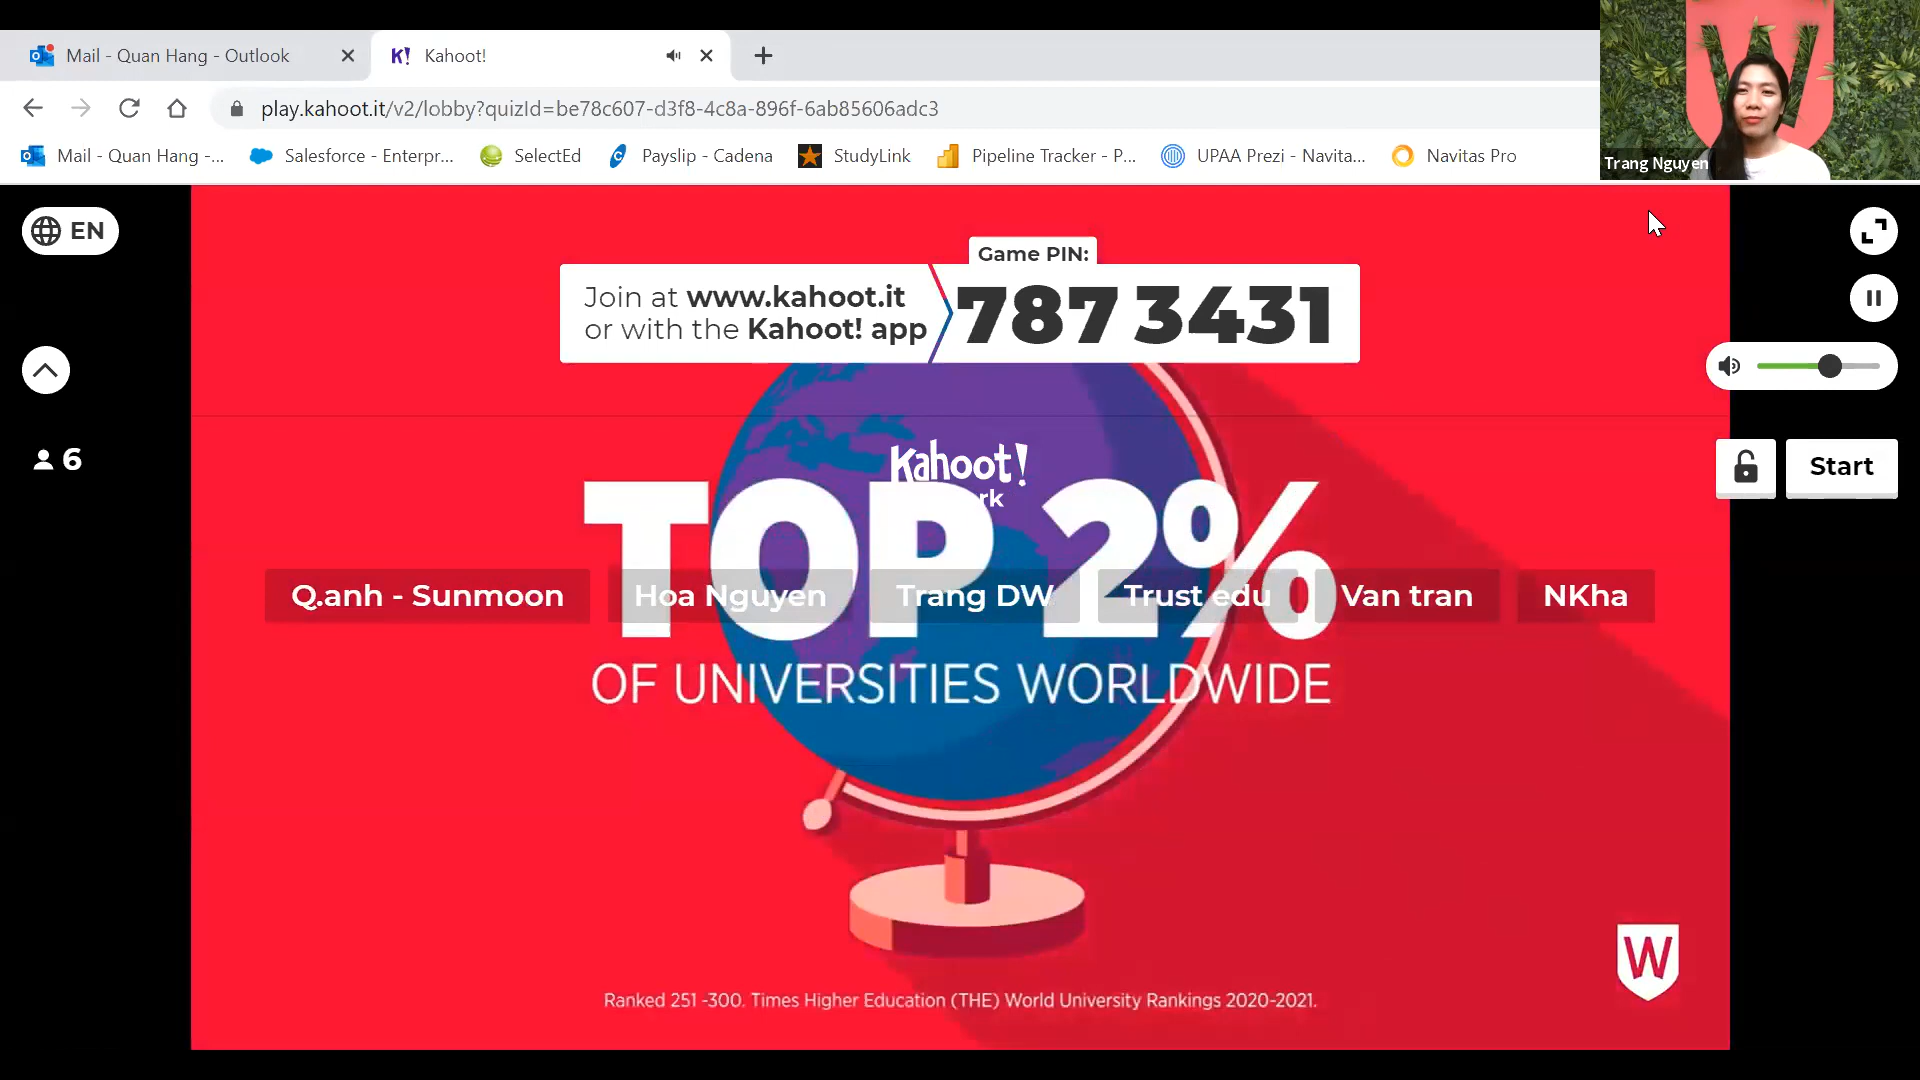 Mail - Quan Hang - Outlook
K! Kahoot!
play.kahoot.it/v2/lobby?quizId=be78c607-d3f8-4c8a-896f-6ab85606adc3
Mail - Quan Hang -...
Salesforce - Enterpr...
SelectEd
Payslip - Cadena
StudyLink
Pipeline Tracker - P...
UPAA Prezi - Navita...
Navitas Pro
Trang Nguyen
EN
Game PIN:
Join at www.kahoot.it
or with the Kahoot! app
787 3431
6
Start
Kahoot!
rk
TOP 2%
Q.anh - Sunmoon
Hoa Nguyen
Trang DW
Trust edu
Van tran
NKha
OF UNIVERSITIES WORLDWIDE
W
Ranked 251 -300. Times Higher Education (THE) World University Rankings 2020-2021.